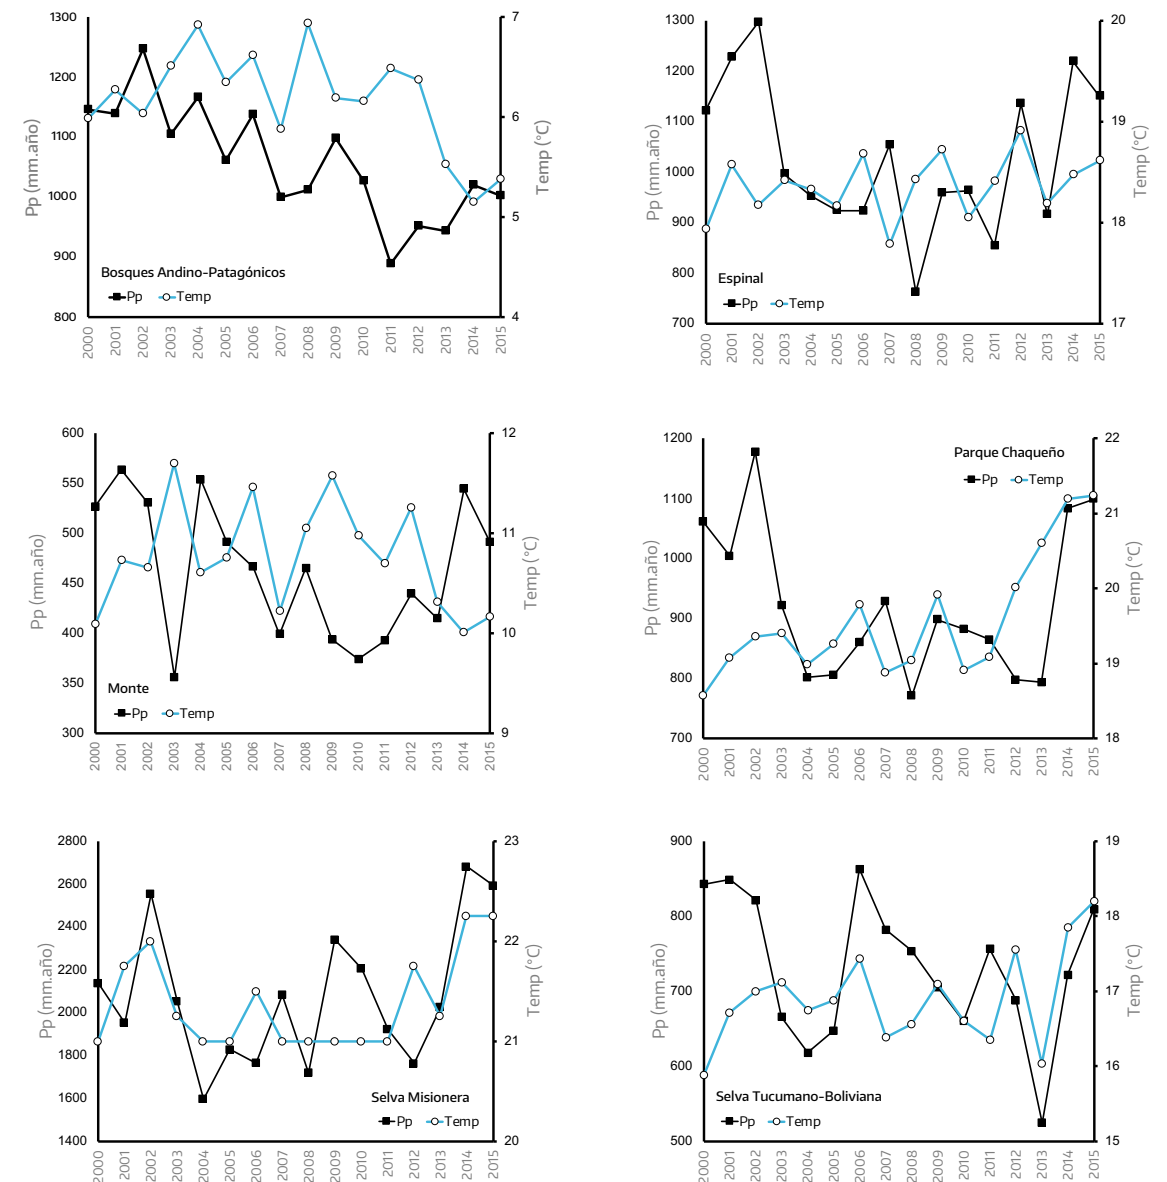 Pp (mm.año)
1300
1200
1100
1000
900
800
7
6
5
4
Temp (°C)
Bosques Andino-Patagónicos
Pp Temp
2000 2001 2002 2003 2004 2005 2006 2007 2008 2009 2010 2011 2012 2013 2014 2015
Pp (mm.año)
1300
1200
1100
1000
900
800
700
20
19
18
17
Temp (°C)
Espinal
Pp Temp
2000 2001 2002 2003 2004 2005 2006 2007 2008 2009 2010 2011 2012 2013 2014 2015
Pp (mm.año)
600
550
500
450
400
350
300
12
11
10
9
Temp (°C)
Monte
Pp Temp
2000 2001 2002 2003 2004 2005 2006 2007 2008 2009 2010 2011 2012 2013 2014 2015
Pp (mm.año)
1200
1100
1000
900
800
700
22
21
20
19
18
Temp (°C)
Parque Chaqueño
Pp Temp
2000 2001 2002 2003 2004 2005 2006 2007 2008 2009 2010 2011 2012 2013 2014 2015
Pp (mm.año)
2800
2600
2400
2200
2000
1800
1600
1400
23
22
21
20
Temp (°C)
Selva Misionera
Pp Temp
2000 2001 2002 2003 2004 2005 2006 2007 2008 2009 2010 2011 2012 2013 2014 2015
Pp (mm.año)
900
800
700
600
500
19
18
17
16
15
Temp (°C)
Selva Tucumano-Boliviana
Pp Temp
2000 2001 2002 2003 2004 2005 2006 2007 2008 2009 2010 2011 2012 2013 2014 2015